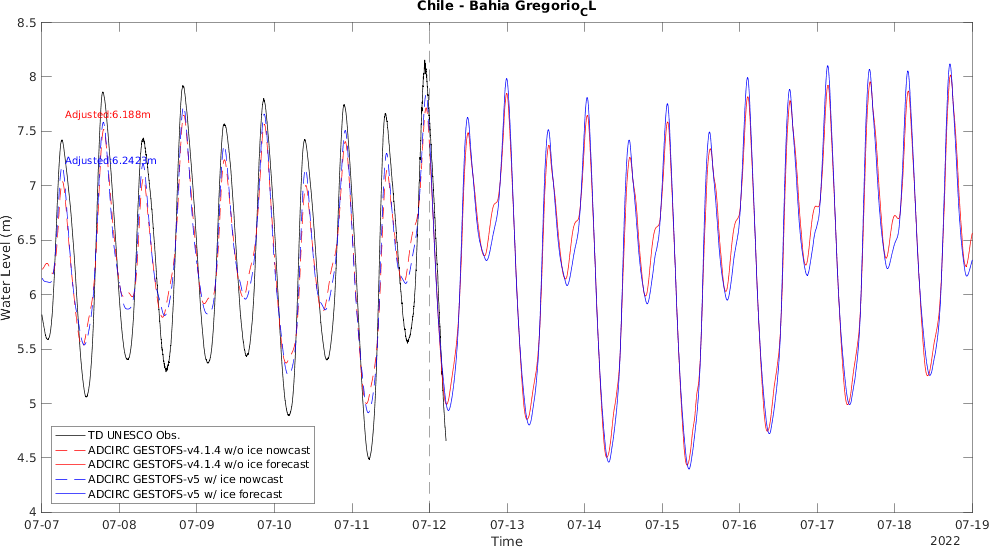 Chile - Bahia Gregorio_CL
8.5
8
7.5
7
6.5
6
5.5
5
4.5
4
Water Level (m)
Adjusted:6.188m
Adjusted:6.2423m
TD UNESCO Obs.
ADCIRC GESTOFS-v4.1.4 w/o ice nowcast
ADCIRC GESTOFS-v4.1.4 w/o ice forecast
ADCIRC GESTOFS-v5 w/ ice nowcast
ADCIRC GESTOFS-v5 w/ ice forecast
07-07 07-08 07-09 07-10 07-11 07-12 07-13 07-14 07-15 07-16 07-17 07-18 07-19
Time
2022